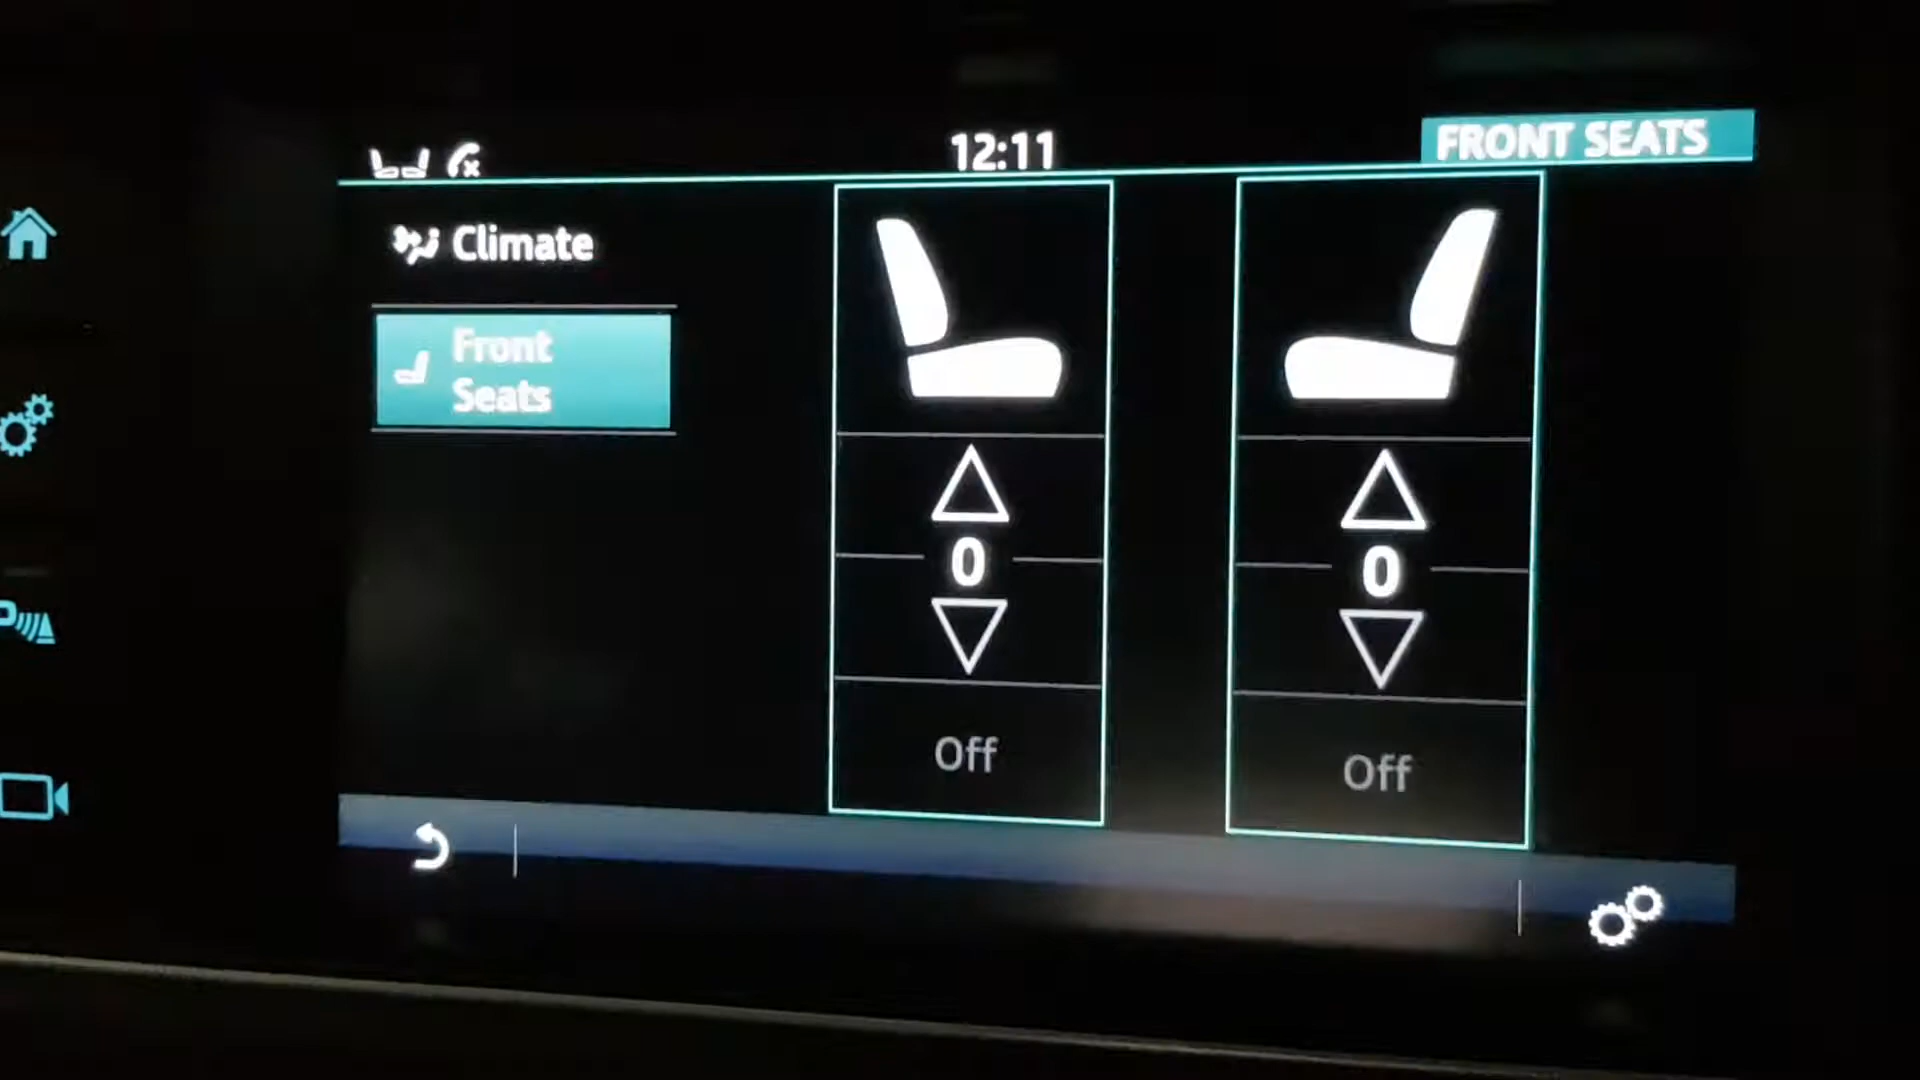 12:11
FRONT SEATS
Climate
Front
Seats
0
0
Off
Off